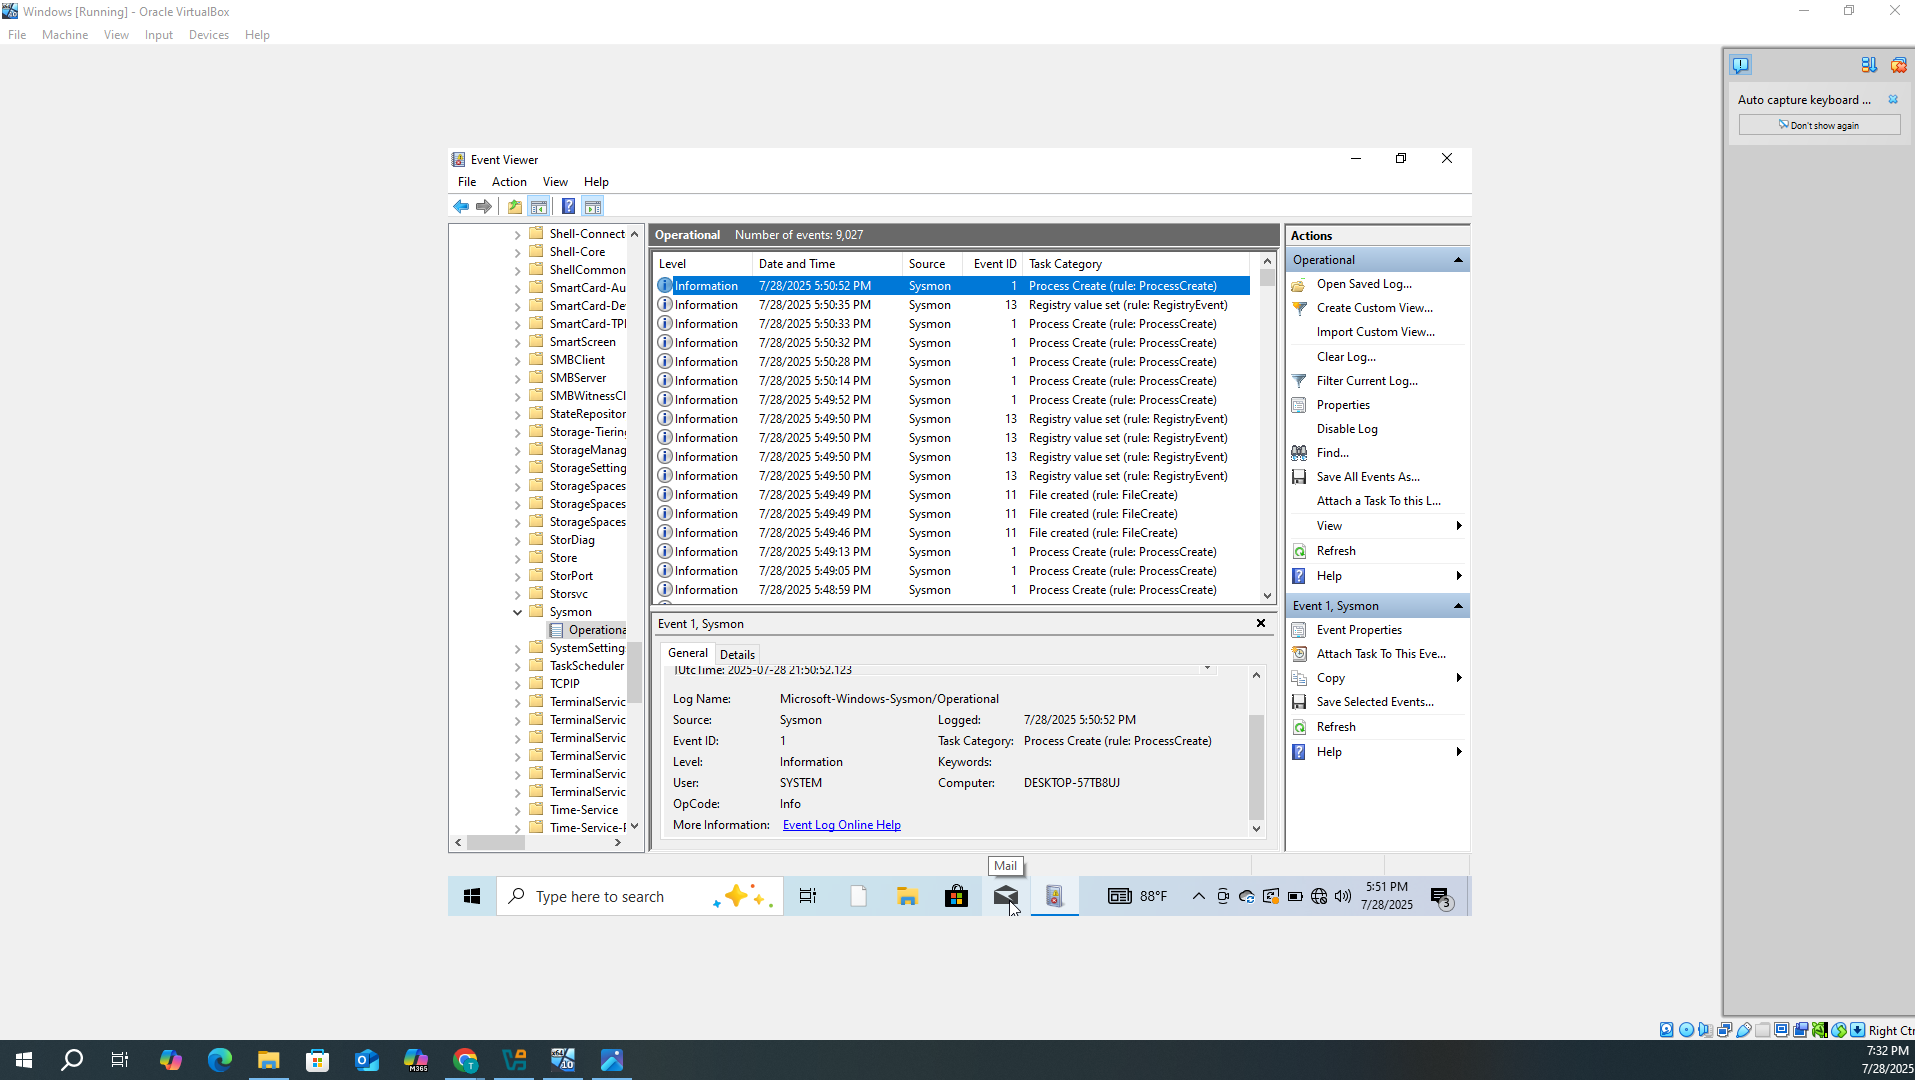 Windows [Running] - Oracle VirtualBox
File Machine View Input Devices Help
Auto capture keyboard ...
Don't show again
Event Viewer
File Action View Help
Shell-Connect
Shell-Core
ShellCommon
SmartCard-Au
SmartCard-De
SmartCard-TPI
SmartScreen
SMBClient
SMBServer
SMBWitnessCl
StateRepositor
Storage-Tiering
StorageManag
StorageSetting
StorageSpaces
StorageSpaces
StorageSpaces
StorDiag
Store
StorPort
Storsvc
Sysmon
Operationa
SystemSetting
TaskScheduler
TCPIP
TerminalServic
TerminalServic
TerminalServic
TerminalServic
TerminalServic
TerminalServic
Time-Service
Time-Service-F
Operational Number of events: 9,027
Level Date and Time Source Event ID Task Category
Information 7/28/2025 5:50:52 PM Sysmon 1 Process Create (rule: ProcessCreate)
Information 7/28/2025 5:50:35 PM Sysmon 13 Registry value set (rule: RegistryEvent)
Information 7/28/2025 5:50:33 PM Sysmon 1 Process Create (rule: ProcessCreate)
Information 7/28/2025 5:50:32 PM Sysmon 1 Process Create (rule: ProcessCreate)
Information 7/28/2025 5:50:28 PM Sysmon 1 Process Create (rule: ProcessCreate)
Information 7/28/2025 5:50:14 PM Sysmon 1 Process Create (rule: ProcessCreate)
Information 7/28/2025 5:49:52 PM Sysmon 1 Process Create (rule: ProcessCreate)
Information 7/28/2025 5:49:50 PM Sysmon 13 Registry value set (rule: RegistryEvent)
Information 7/28/2025 5:49:50 PM Sysmon 13 Registry value set (rule: RegistryEvent)
Information 7/28/2025 5:49:50 PM Sysmon 13 Registry value set (rule: RegistryEvent)
Information 7/28/2025 5:49:50 PM Sysmon 13 Registry value set (rule: RegistryEvent)
Information 7/28/2025 5:49:49 PM Sysmon 11 File created (rule: FileCreate)
Information 7/28/2025 5:49:49 PM Sysmon 11 File created (rule: FileCreate)
Information 7/28/2025 5:49:46 PM Sysmon 11 File created (rule: FileCreate)
Information 7/28/2025 5:49:13 PM Sysmon 1 Process Create (rule: ProcessCreate)
Information 7/28/2025 5:49:05 PM Sysmon 1 Process Create (rule: ProcessCreate)
Information 7/28/2025 5:48:59 PM Sysmon 1 Process Create (rule: ProcessCreate)
Event 1, Sysmon
General Details
UtcTime: 2025-07-28 21:50:52.123
Log Name: Microsoft-Windows-Sysmon/Operational
Source: Sysmon Logged: 7/28/2025 5:50:52 PM
Event ID: 1 Task Category: Process Create (rule: ProcessCreate)
Level: Information Keywords:
User: SYSTEM Computer: DESKTOP-57TB8UJ
OpCode: Info
More Information: Event Log Online Help
Actions
Operational
Open Saved Log...
Create Custom View...
Import Custom View...
Clear Log...
Filter Current Log...
Properties
Disable Log
Find...
Save All Events As...
Attach a Task To this L...
View
Refresh
Help
Event 1, Sysmon
Event Properties
Attach Task To This Eve...
Copy
Save Selected Events...
Refresh
Help
Mail
Type here to search
88°F
5:51 PM
7/28/2025
3
Right Ctr
M365
7:32 PM
7/28/2025